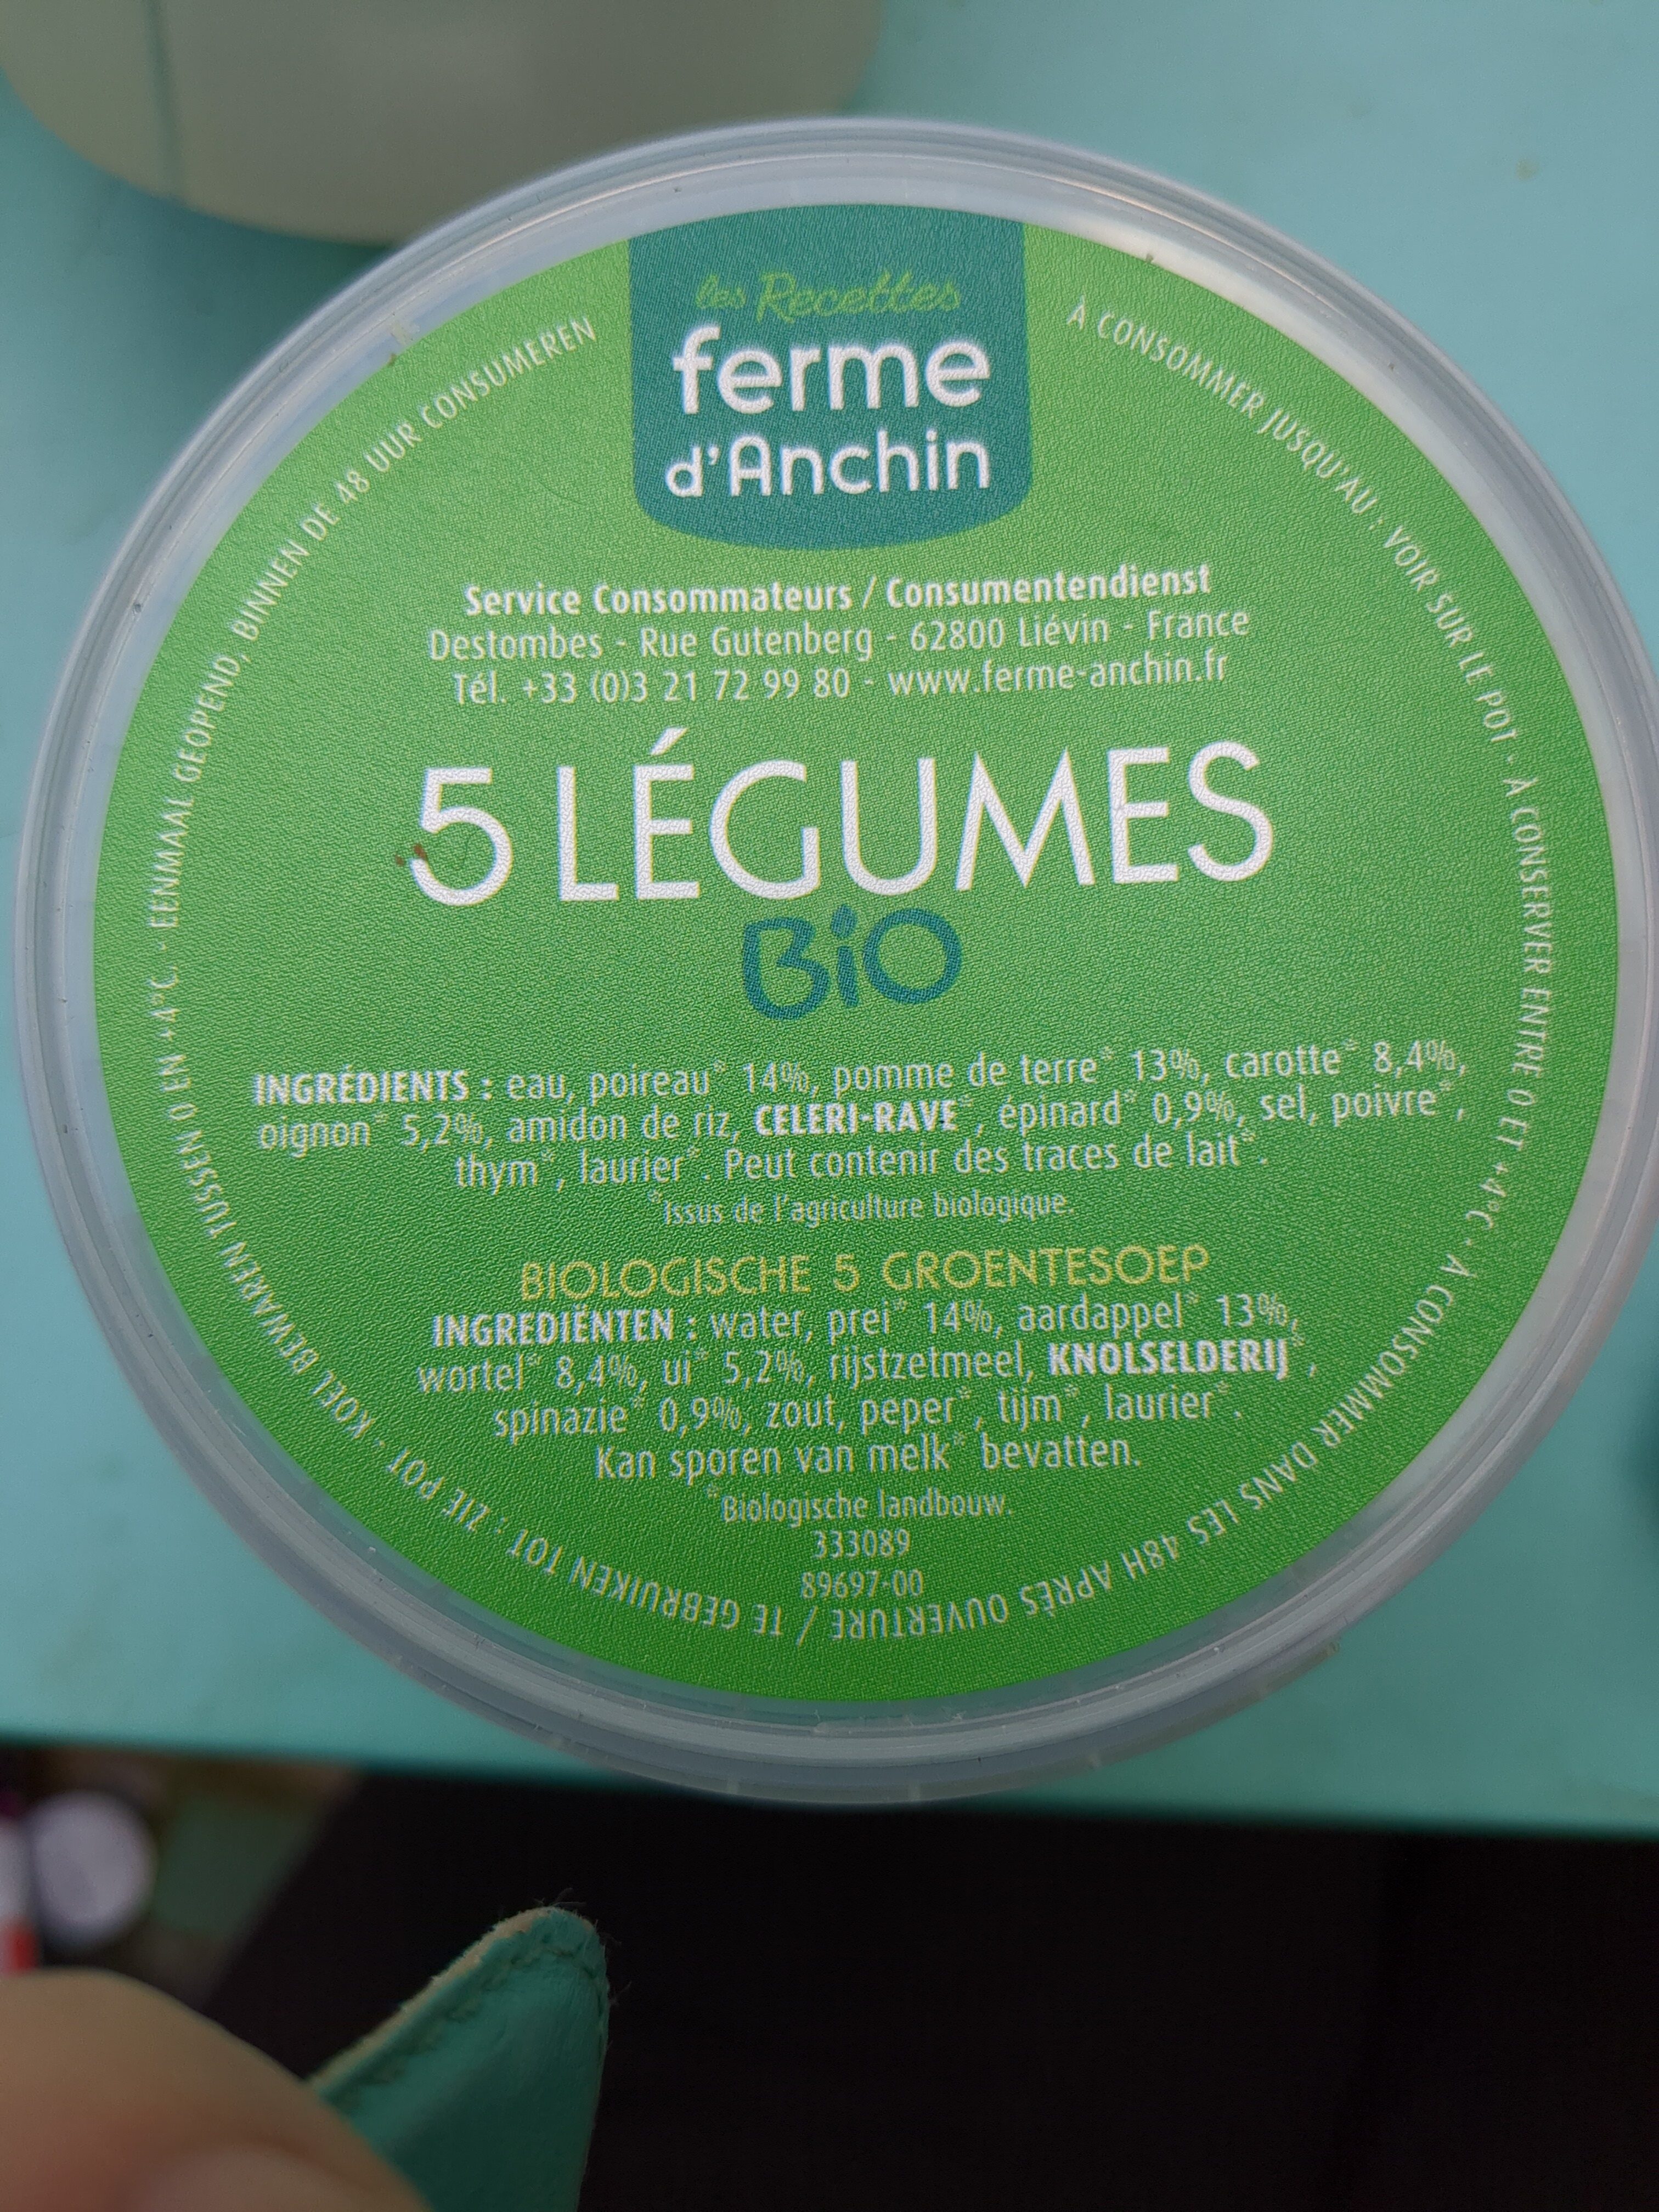 les Recettes
ferme
d'Anchin
Service Consommateurs / Consumentendienst
Destombes - Rue Gutenberg - 62800 Liévin - France
Tél. +33 (0)3 21 72 99 80 - www.ferme-anchin.fr
5 LÉGUMES
BiO
INGRÉDIENTS : eau, poireau* 14%, pomme de terre* 13%, carotte* 8,4%,
oignon* 5,2%, amidon de riz, CELERI-RAVE*, épinard* 0,9%, sel, poivre*,
thym*, laurier*. Peut contenir des traces de lait*.
*Issus de l'agriculture biologique.
BIOLOGISCHE 5 GROENTESOEP
INGREDIËNTEN : water, prei* 14%, aardappel* 13%,
wortel* 8,4%, ui* 5,2%, rijstzetmeel, KNOLSELDERIJ*,
spinazie* 0,9%, zout, peper*, tijm*, laurier*.
Kan sporen van melk* bevatten.
*Biologische landbouw.
333089
89697-00
À CONSOMMER JUSQU'AU : VOIR SUR LE POT - À CONSERVER ENTRE 0 ET +4°C - À CONSOMMER DANS LES 48H APRÈS OUVERTURE / TE GEBRUIKEN TOT : ZIE POT - KOEL BEWAREN TUSSEN 0 EN +4°C. - EENMAAL GEOPEND, BINNEN DE 48 UUR CONSUMEREN